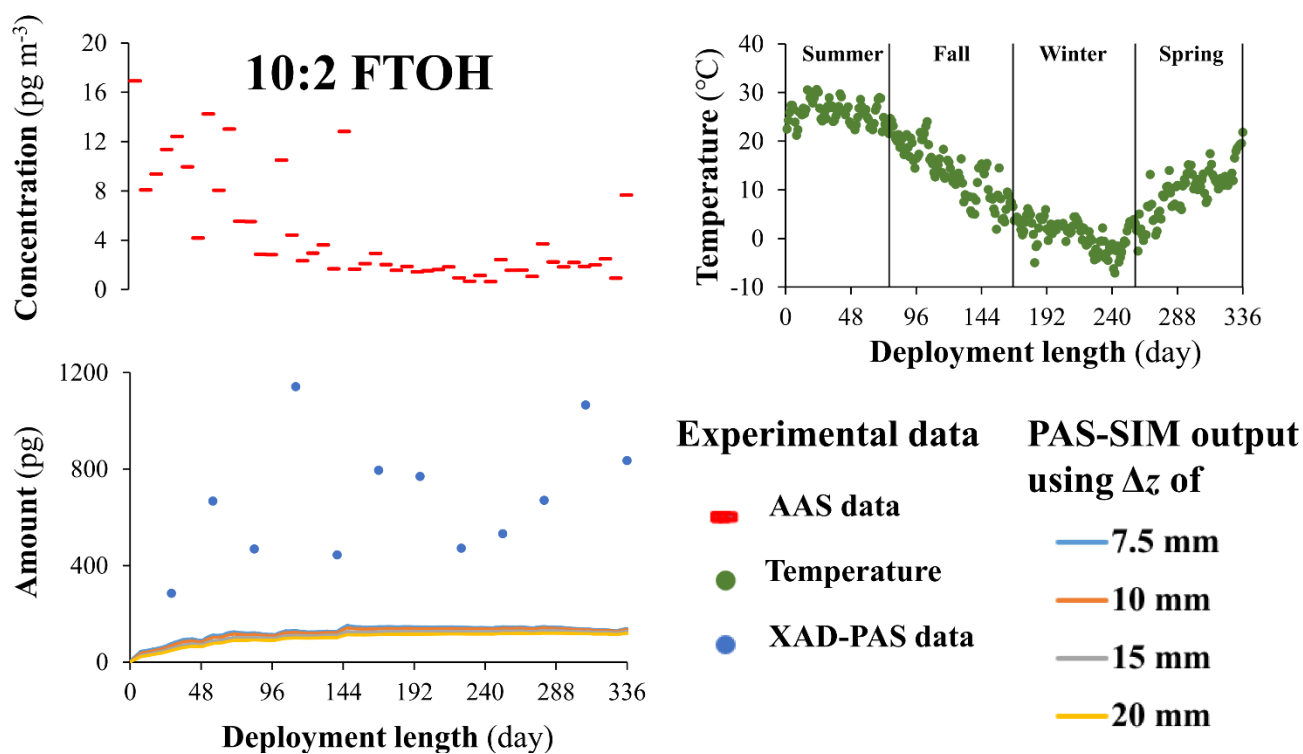 10:2 FTOH
Concentration (pg m⁻³)
20
16
12
8
4
0
Amount (pg)
1200
800
400
0
0 48 96 144 192 240 288 336
Deployment length (day)
Temperature (°C)
40
30
20
10
0
-10
Summer Fall Winter Spring
0 48 96 144 192 240 288 336
Deployment length (day)
Experimental data
AAS data
Temperature
XAD-PAS data
PAS-SIM output
using Δz of
7.5 mm
10 mm
15 mm
20 mm